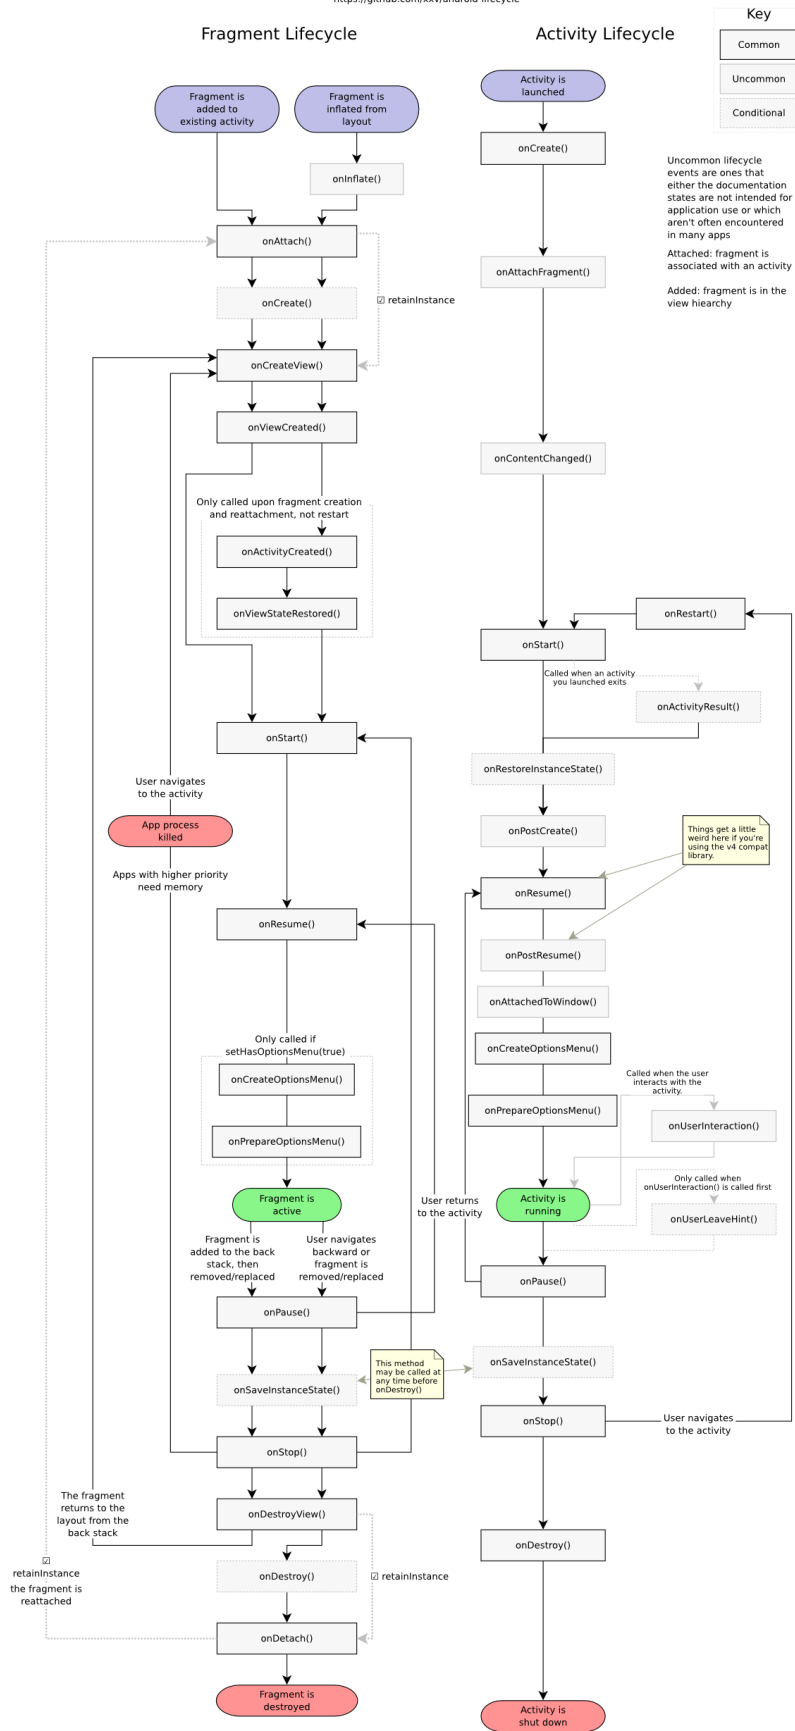 https://github.com/xxv/android-lifecycle
Fragment Lifecycle
Activity Lifecycle
Key
Common
Uncommon
Conditional
Uncommon lifecycle
events are ones that
either the documentation
states are not intended for
application use or which
aren't often encountered
in many apps
Attached: fragment is
associated with an activity
Added: fragment is in the
view hiearchy
Fragment is
added to
existing activity
Fragment is
inflated from
layout
onInflate()
onAttach()
☑ retainInstance
onCreate()
onCreateView()
onViewCreated()
Only called upon fragment creation
and reattachment, not restart
onActivityCreated()
onViewStateRestored()
onStart()
User navigates
to the activity
App process
killed
Apps with higher priority
need memory
onResume()
Only called if
setHasOptionsMenu(true)
onCreateOptionsMenu()
onPrepareOptionsMenu()
Fragment is
active
Fragment is
added to the back
stack, then
removed/replaced
User navigates
backward or
fragment is
removed/replaced
onPause()
This method
may be called at
any time before
onDestroy()
onSaveInstanceState()
onStop()
The fragment
returns to the
layout from the
back stack
onDestroyView()
☑
retainInstance
the fragment is
reattached
onDestroy()
☑ retainInstance
onDetach()
Fragment is
destroyed
Activity is
launched
onCreate()
onAttachFragment()
onContentChanged()
onRestart()
onStart()
Called when an activity
you launched exits
onActivityResult()
onRestoreInstanceState()
onPostCreate()
Things get a little
weird here if you're
using the v4 compat
library.
onResume()
onPostResume()
onAttachedToWindow()
onCreateOptionsMenu()
Called when the user
interacts with the
activity.
onPrepareOptionsMenu()
onUserInteraction()
Only called when
onUserInteraction() is called first
User returns
to the activity
Activity is
running
onUserLeaveHint()
onPause()
onSaveInstanceState()
onStop()
User navigates
to the activity
onDestroy()
Activity is
shut down